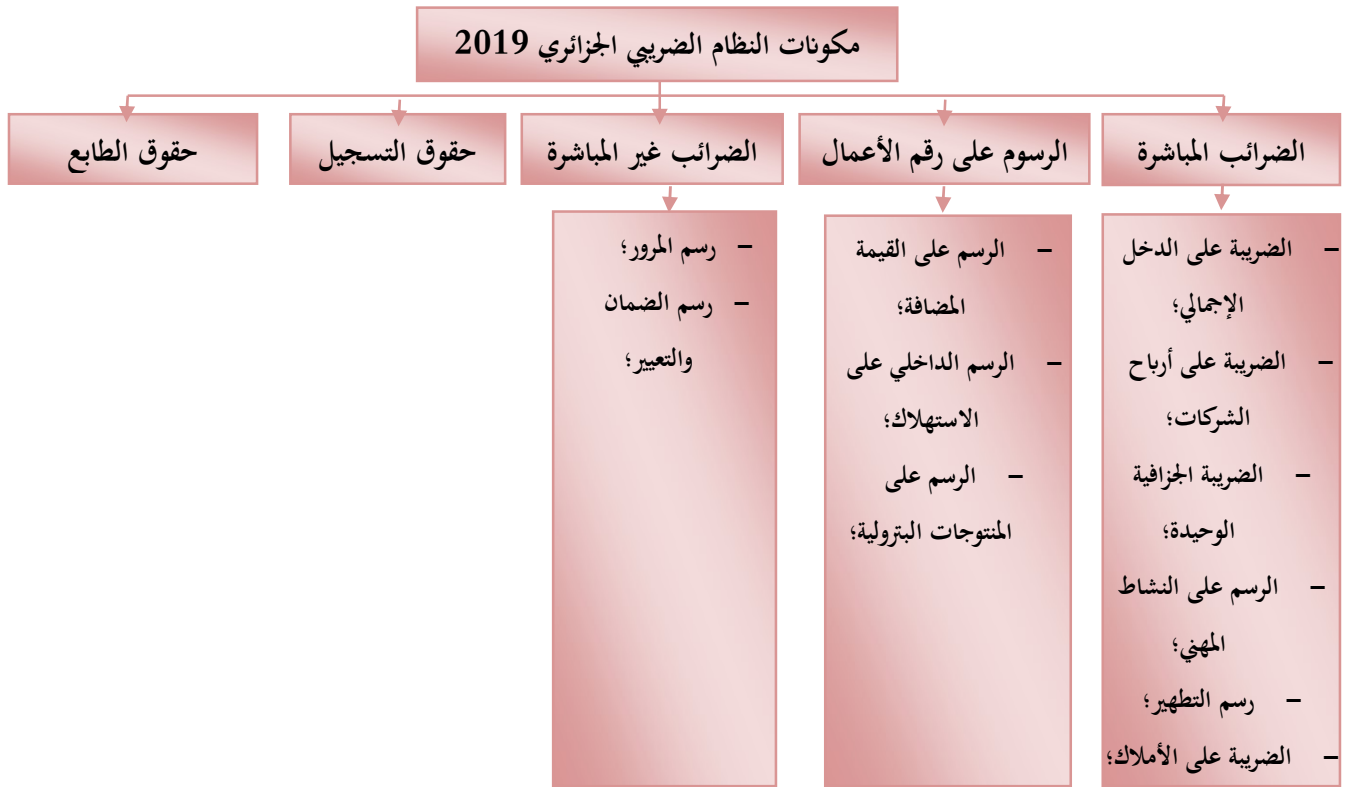 مكونات النظام الضريبي الجزائري 2019
الضرائب المباشرة
الرسوم على رقم الأعمال
الضرائب غير المباشرة
حقوق التسجيل
حقوق الطابع
– الضريبة على الدخل
الإجمالي؛
– الضريبة على أرباح
الشركات؛
– الضريبة الجزافية
الوحيدة؛
– الرسم على النشاط
المهني؛
– رسم التطهير؛
– الضريبة على الأملاك؛
– الرسم على القيمة
المضافة؛
– الرسم الداخلي على
الاستهلاك؛
– الرسم على
المنتوجات البترولية؛
– رسم المرور؛
– رسم الضمان
والتعيير؛